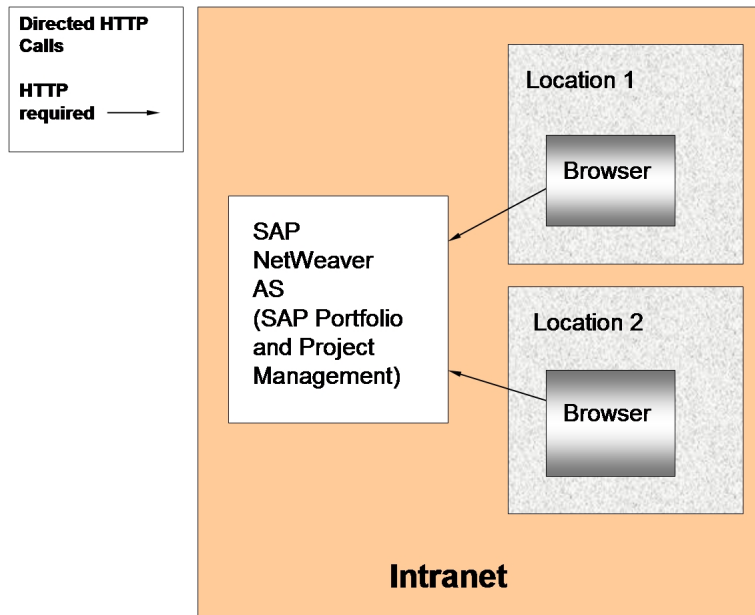 Directed HTTP
Calls
HTTP
required
Location 1
Browser
SAP
NetWeaver
AS
(SAP Portfolio
and Project
Management)
Location 2
Browser
Intranet